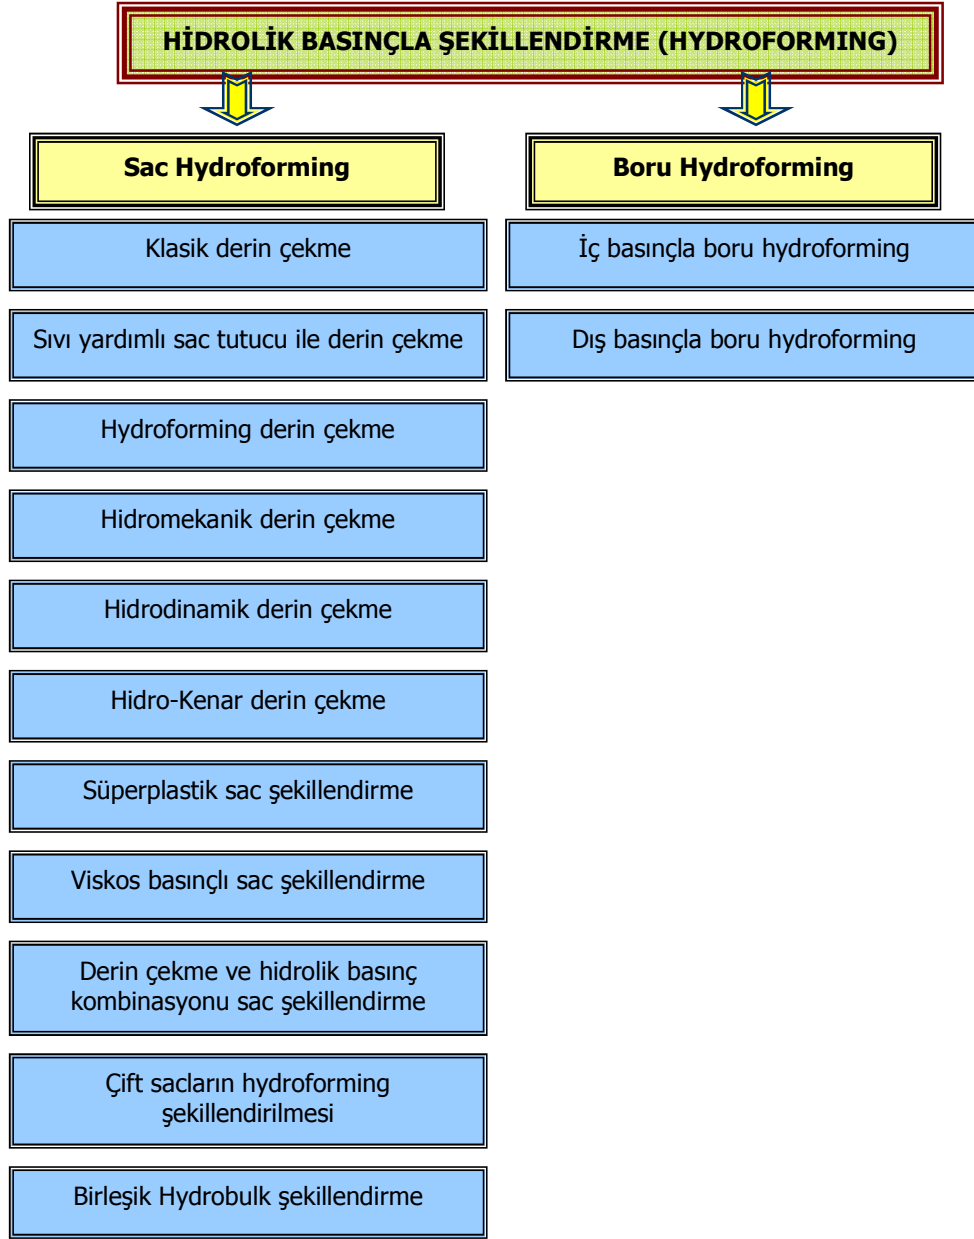 HİDROLİK BASINÇLA ŞEKİLLENDİRME (HYDROFORMING)
Sac Hydroforming
Klasik derin çekme
Sıvı yardımlı sac tutucu ile derin çekme
Hydroforming derin çekme
Hidromekanik derin çekme
Hidrodinamik derin çekme
Hidro-Kenar derin çekme
Süperplastik sac şekillendirme
Viskos basınçlı sac şekillendirme
Derin çekme ve hidrolik basınç
kombinasyonu sac şekillendirme
Çift sacların hydroforming
şekillendirilmesi
Birleşik Hydrobulk şekillendirme
Boru Hydroforming
İç basınçla boru hydroforming
Dış basınçla boru hydroforming